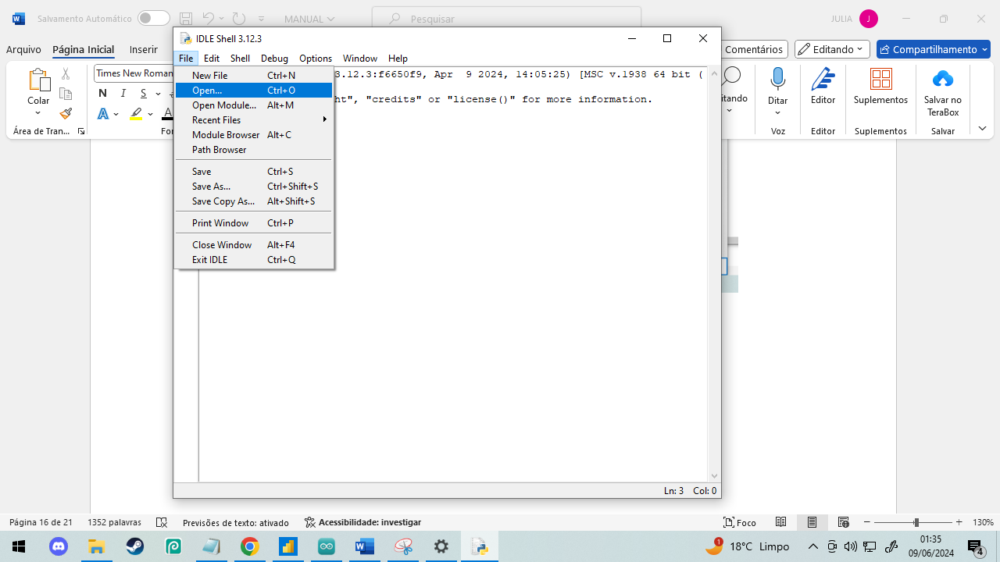 Salvamento Automático
MANUAL
Pesquisar
JULIA
J
Arquivo
Página Inicial
Inserir
Comentários
Editando
Compartilhamento
IDLE Shell 3.12.3
File Edit Shell Debug Options Window Help
3.12.3:f6650f9, Apr 9 2024, 14:05:25) [MSC v.1938 64 bit (
ht", "credits" or "license()" for more information.
New File Ctrl+N
Open... Ctrl+O
Open Module... Alt+M
Recent Files
Module Browser Alt+C
Path Browser
Save Ctrl+S
Save As... Ctrl+Shift+S
Save Copy As... Alt+Shift+S
Print Window Ctrl+P
Close Window Alt+F4
Exit IDLE Ctrl+Q
Ln: 3 Col: 0
Times New Roman
N I S
A A
Colar
Área de Tran...
For
itando
Ditar
Voz
Editor
Editor
Suplementos
Suplementos
Salvar no
TeraBox
Salvar
Página 16 de 21 1352 palavras Previsões de texto: ativado Acessibilidade: investigar
Foco
130%
1
18°C Limpo
01:35
09/06/2024
4